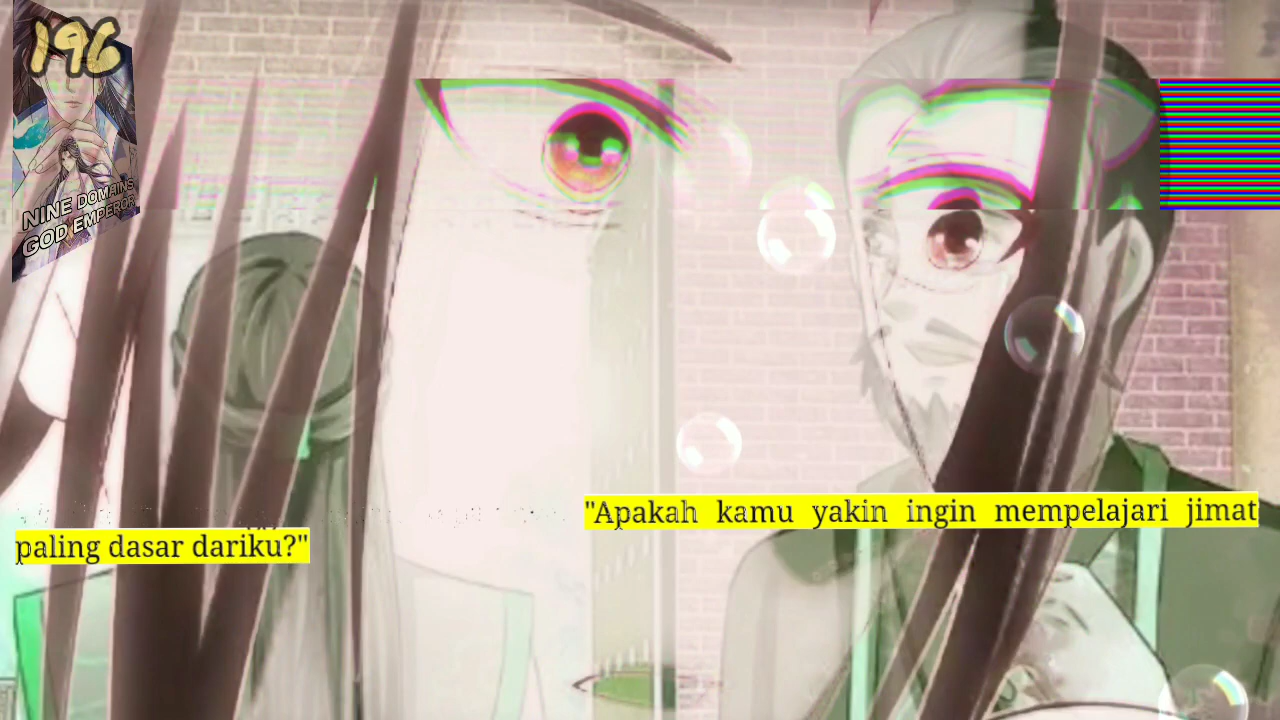 196
NINE DOMAINS
GOD EMPEROR
"Apakah kamu yakin ingin mempelajari jimat
paling dasar dariku?"